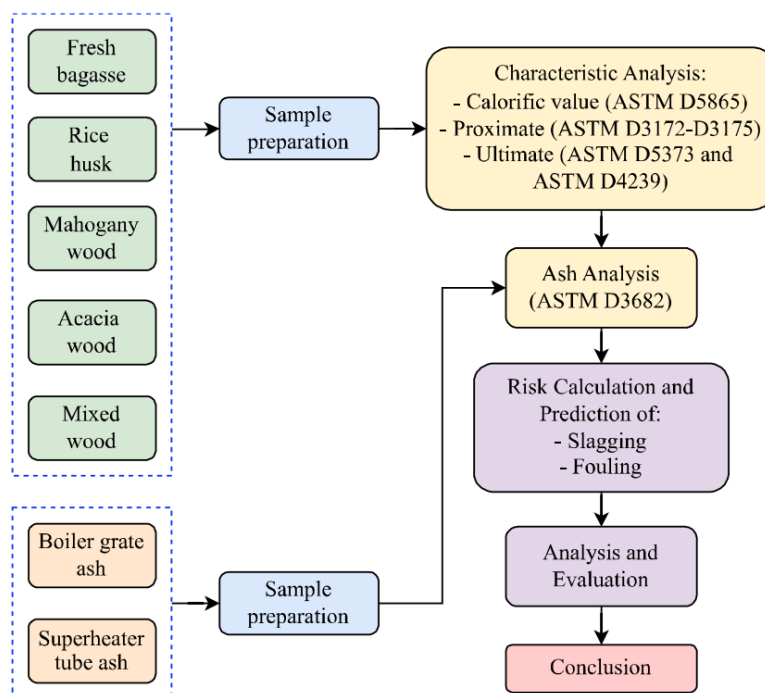 Fresh
bagasse
Rice
husk
Mahogany
wood
Acacia
wood
Mixed
wood
Sample
preparation
Characteristic Analysis:
- Calorific value (ASTM D5865)
- Proximate (ASTM D3172-D3175)
- Ultimate (ASTM D5373 and
ASTM D4239)
Ash Analysis
(ASTM D3682)
Risk Calculation and
Prediction of:
- Slagging
- Fouling
Boiler grate
ash
Superheater
tube ash
Sample
preparation
Analysis and
Evaluation
Conclusion